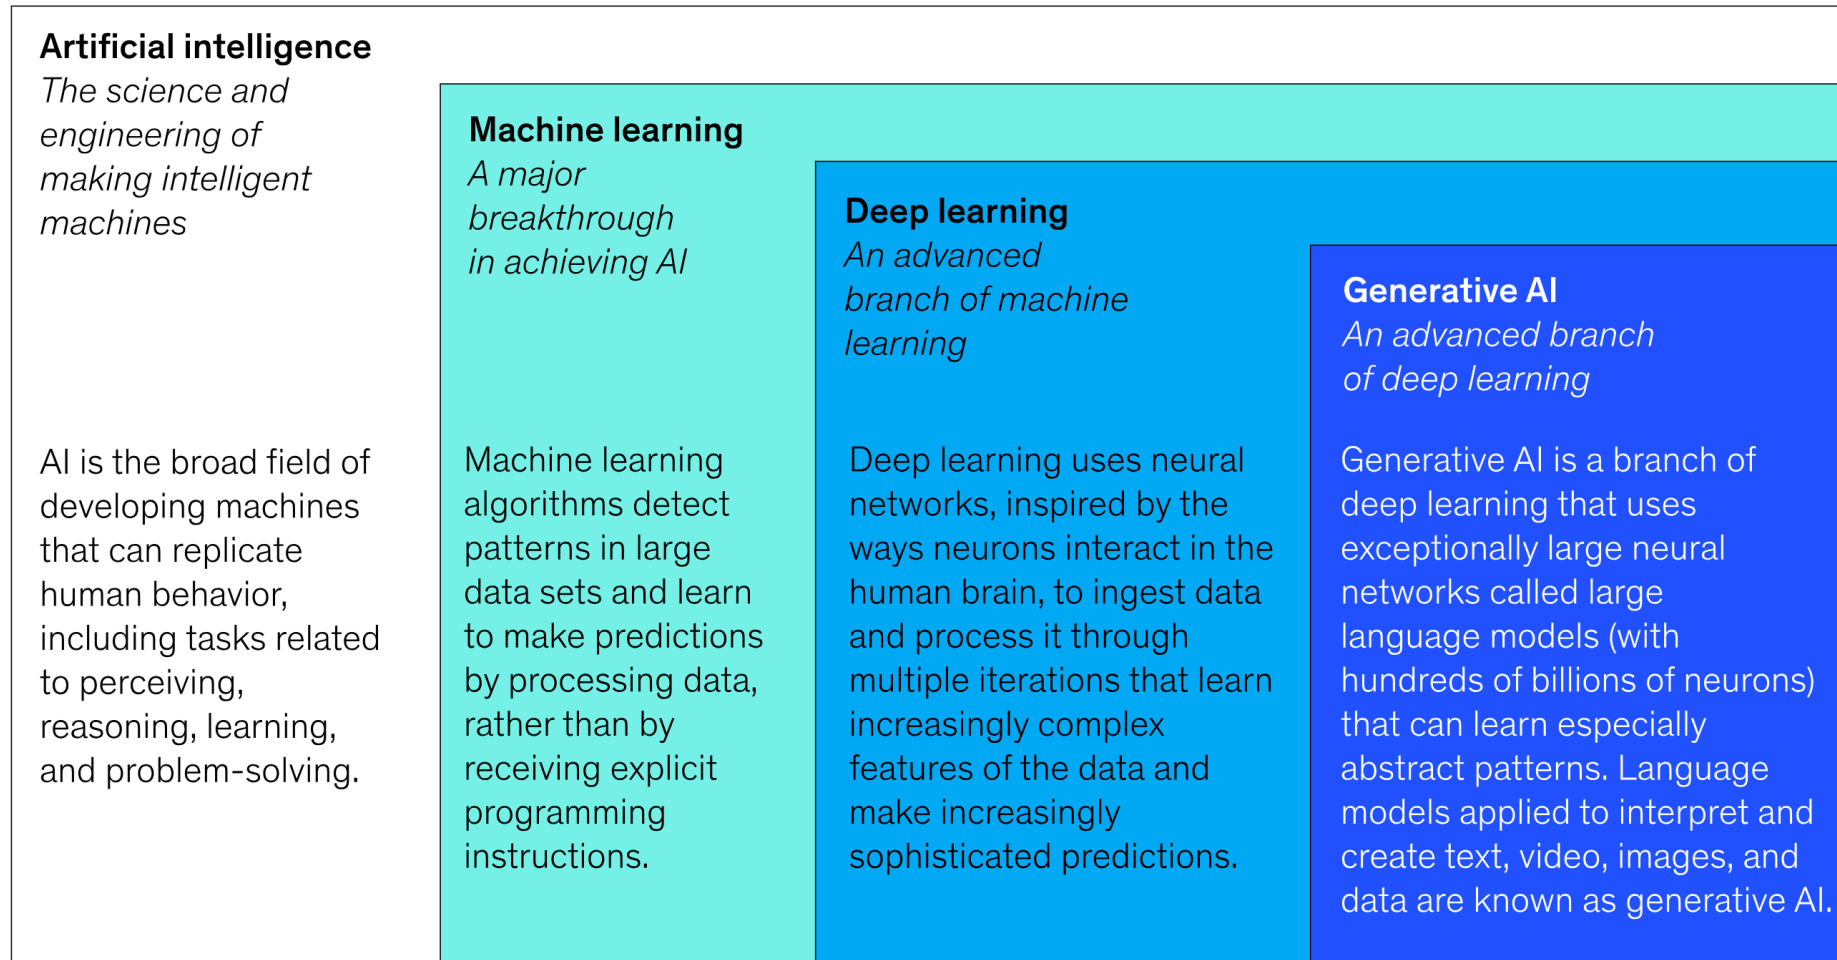 Artificial intelligence
The science and
engineering of
making intelligent
machines
AI is the broad field of
developing machines
that can replicate
human behavior,
including tasks related
to perceiving,
reasoning, learning,
and problem-solving.
Machine learning
A major
breakthrough
in achieving AI
Machine learning
algorithms detect
patterns in large
data sets and learn
to make predictions
by processing data,
rather than by
receiving explicit
programming
instructions.
Deep learning
An advanced
branch of machine
learning
Deep learning uses neural
networks, inspired by the
ways neurons interact in the
human brain, to ingest data
and process it through
multiple iterations that learn
increasingly complex
features of the data and
make increasingly
sophisticated predictions.
Generative AI
An advanced branch
of deep learning
Generative AI is a branch of
deep learning that uses
exceptionally large neural
networks called large
language models (with
hundreds of billions of neurons)
that can learn especially
abstract patterns. Language
models applied to interpret and
create text, video, images, and
data are known as generative AI.